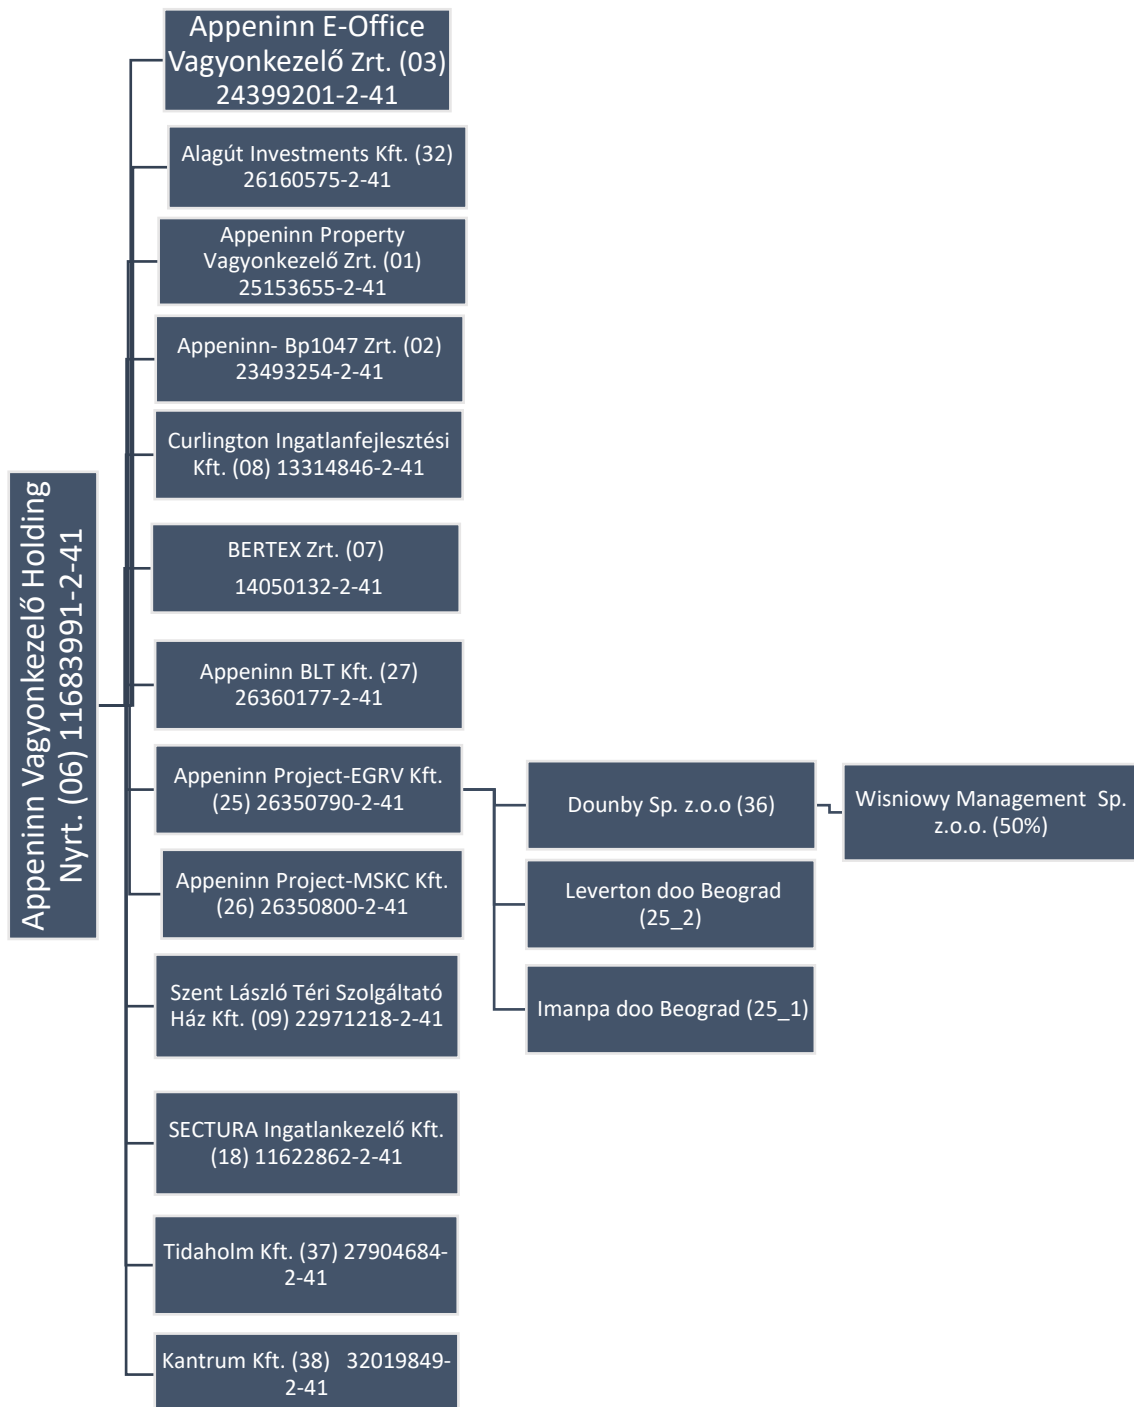 Appeninn Vagyonkezelő Holding
Nyrt. (06) 11683991-2-41
Appeninn E-Office
Vagyonkezelő Zrt. (03)
24399201-2-41
Alagút Investments Kft. (32)
26160575-2-41
Appeninn Property
Vagyonkezelő Zrt. (01)
25153655-2-41
Appeninn- Bp1047 Zrt. (02)
23493254-2-41
Curlington Ingatlanfejlesztési
Kft. (08) 13314846-2-41
BERTEX Zrt. (07)
14050132-2-41
Appeninn BLT Kft. (27)
26360177-2-41
Appeninn Project-EGRV Kft.
(25) 26350790-2-41
Appeninn Project-MSKC Kft.
(26) 26350800-2-41
Szent László Téri Szolgáltató
Ház Kft. (09) 22971218-2-41
SECTURA Ingatlankezelő Kft.
(18) 11622862-2-41
Tidaholm Kft. (37) 27904684-
2-41
Kantrum Kft. (38) 32019849-
2-41
Dounby Sp. z.o.o (36)
Leverton doo Beograd
(25_2)
Imanpa doo Beograd (25_1)
Wisniowy Management Sp.
z.o.o. (50%)